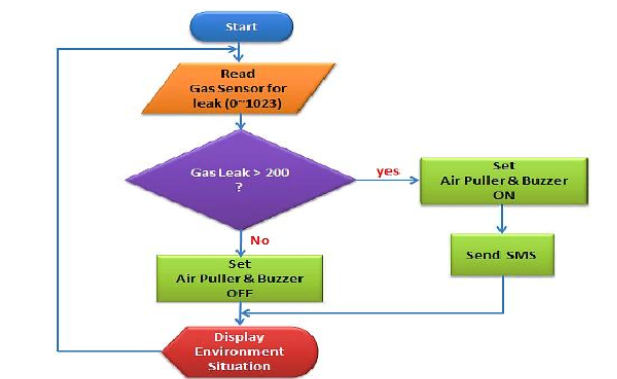 Start
Read
Gas Sensor for
leak (0~1023)
Gas Leak > 200
?
yes
Set
Air Puller & Buzzer
ON
No
Set
Air Puller & Buzzer
OFF
Send SMS
Display
Environment
Situation